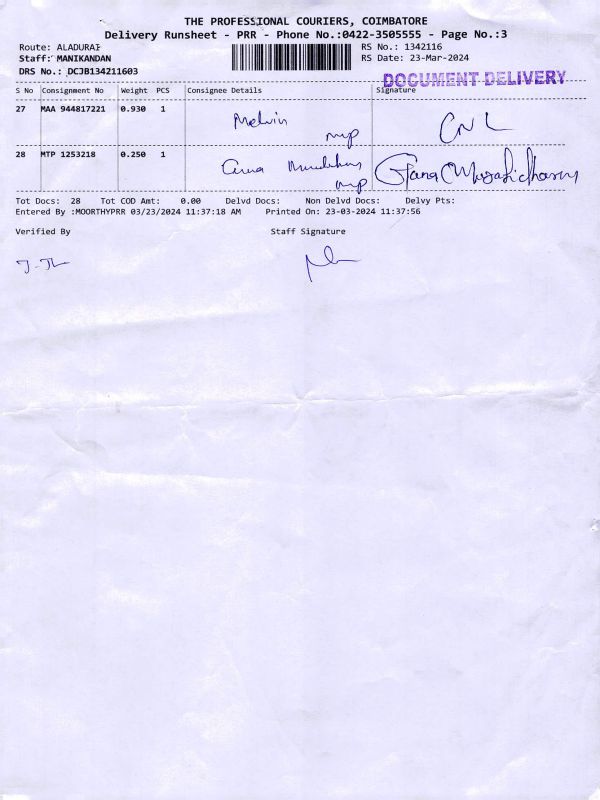 THE PROFESSIONAL COURIERS, COIMBATORE
Delivery Runsheet - PRR - Phone No.:0422-3505555 - Page No.:3
Route: ALADURAI RS No.: 1342116
Staff: MANIKANDAN RS Date: 23-Mar-2024
DRS No.: DCJB134211603
DOCUMENT DELIVERY
S No Consignment No Weight PCS Consignee Details Signature
27 MAA 944817221 0.930 1 Melvin
28 MTP 1253218 0.250 1
Tot Docs: 28 Tot COD Amt: 0.00 Delvd Docs: Non Delvd Docs: Delvy Pts:
Entered By :MOORTHYPRR 03/23/2024 11:37:18 AM Printed On: 23-03-2024 11:37:56
Verified By Staff Signature